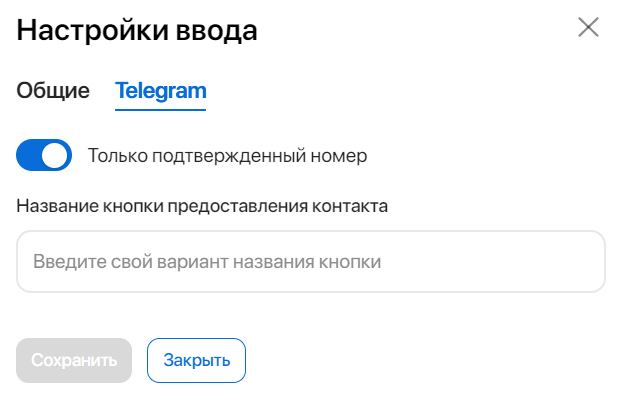 Настройки ввода
Общие Telegram
Только подтвержденный номер
Название кнопки предоставления контакта
Введите свой вариант названия кнопки
Сохранить Закрыть